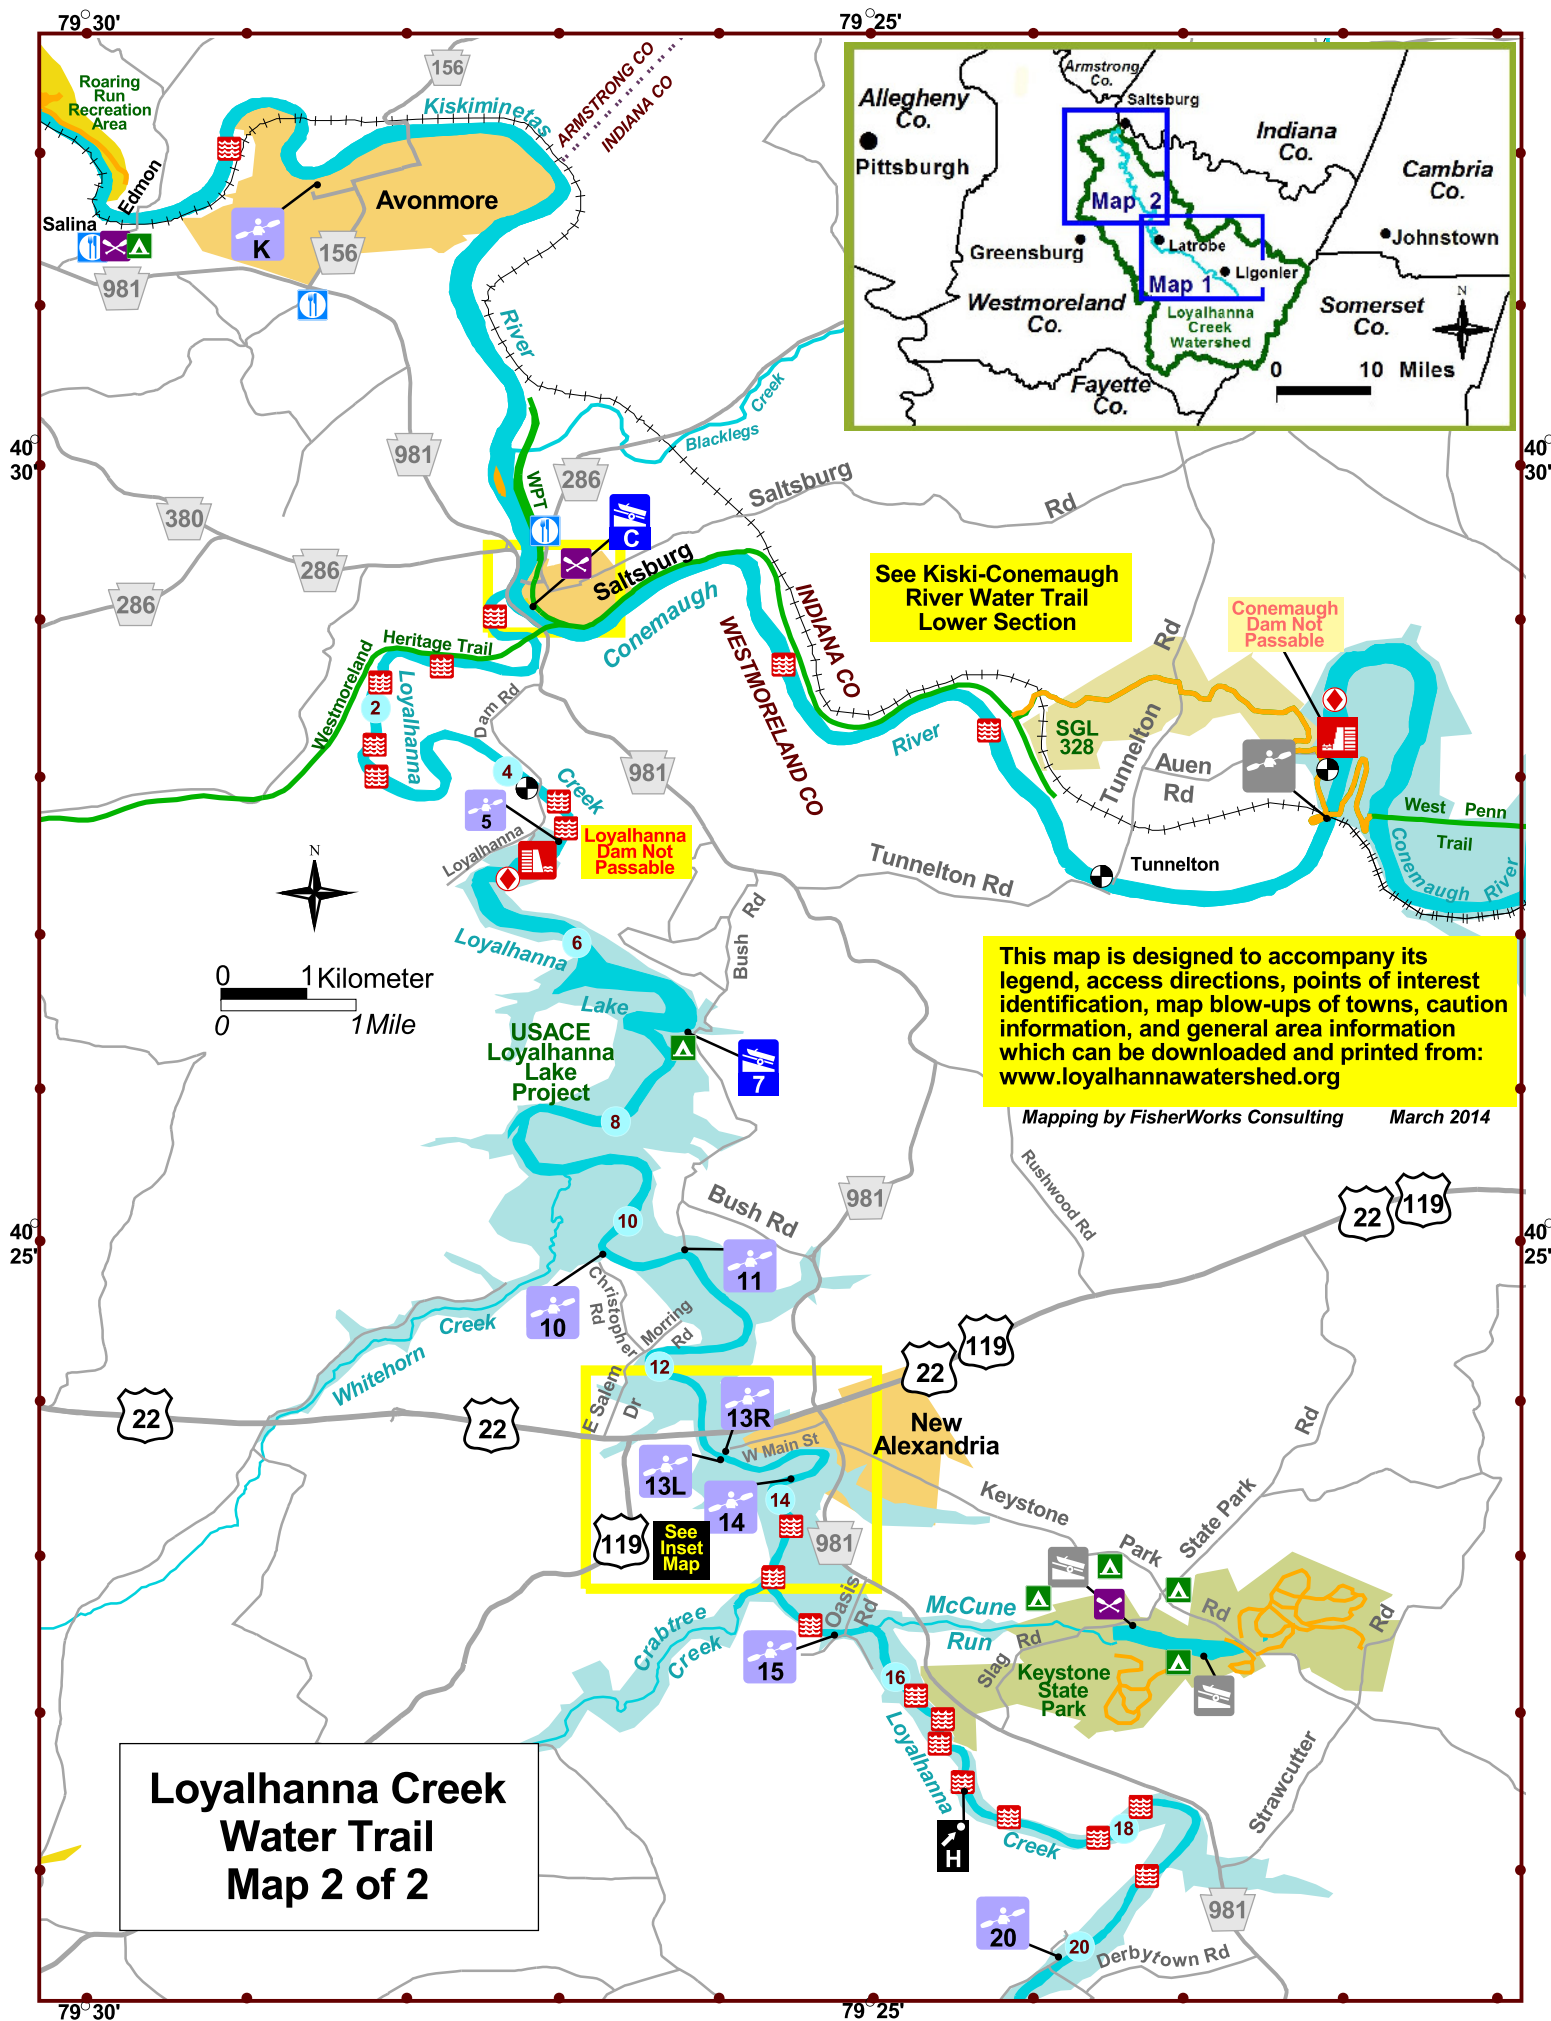 79°30'
79°25'
Roaring
Run
Recreation
Area
156
Kiskiminetas
ARMSTRONG CO
INDIANA CO
Edmon
Salina
Avonmore
K
156
981
River
Armstrong
Co.
Saltsburg
Allegheny
Co.
Pittsburgh
Indiana
Co.
Cambria
Co.
Map 2
Greensburg
Latrobe
Johnstown
Map 1
Ligonier
Westmoreland
Co.
Loyalhanna
Creek
Watershed
Somerset
Co.
N
Fayette
Co.
0 10 Miles
40°
30'
40°
30'
981
Blacklegs
Creek
WPT
286
Saltsburg
Rd
380
C
286
286
Saltsburg
Conemaugh
See Kiski-Conemaugh
River Water Trail
Lower Section
Conemaugh
Dam Not
Passable
INDIANA CO
WESTMORELAND CO
Westmoreland
Heritage Trail
Loyalhanna
2
Dam Rd
River
SGL
328
Tunnelton
Rd
Auen
Rd
4
Creek
981
5
Loyalhanna
Loyalhanna
Dam Not
Passable
West Penn
Trail
Conemaugh
River
Tunnelton Rd
Tunnelton
N
Loyalhanna
6
Bush
Rd
0 1 Kilometer
0 1 Mile
Lake
USACE
Loyalhanna
Lake
Project
7
This map is designed to accompany its
legend, access directions, points of interest
identification, map blow-ups of towns, caution
information, and general area information
which can be downloaded and printed from:
www.loyalhannawatershed.org
Mapping by FisherWorks Consulting March 2014
8
Rushwood Rd
Bush Rd
981
22
119
10
40°
25'
40°
25'
11
10
Christopher
Rd
Morring
Rd
Creek
Whitehorn
119
22
12
22
22
E Salem
Dr
13R
New
Alexandria
W Main St
13L
14
14
Keystone
Park
State Park
Rd
119
See
Inset
Map
981
Oasis
Rd
McCune
Run
Rd
Rd
Crabtree
Creek
15
Slag
Rd
Keystone
State
Park
16
Loyalhanna
Creek
Strawcutter
18
H
Loyalhanna Creek
Water Trail
Map 2 of 2
981
20
20
Derbytown Rd
79°30'
79°25'